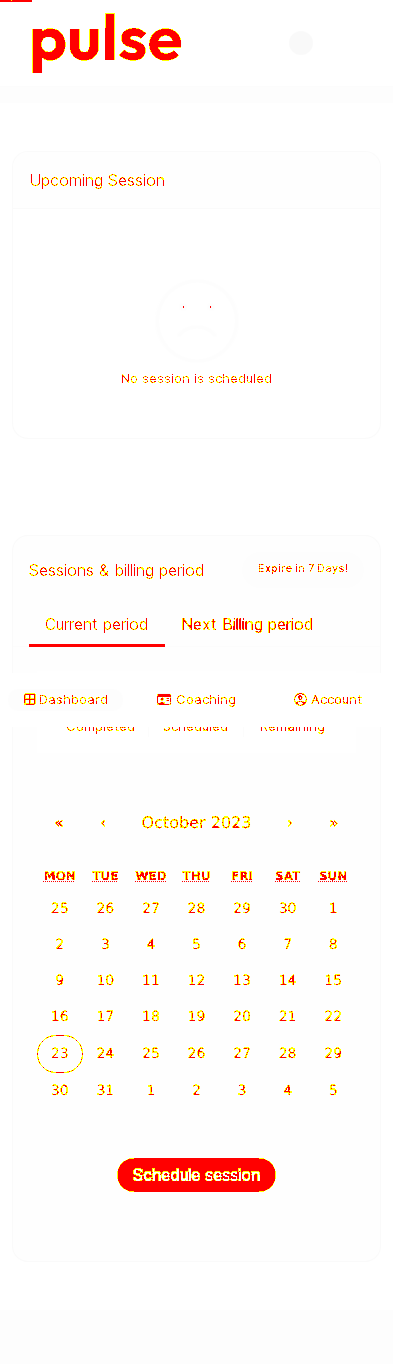 pulse
Upcoming Session
No session is scheduled
Sessions & billing period
Expire in 7 Days!
Current period Next Billing period
Dashboard Coaching Account
Completed Scheduled Remaining
« ‹ October 2023 › »
MON TUE WED THU FRI SAT SUN
25 26 27 28 29 30 1
2 3 4 5 6 7 8
9 10 11 12 13 14 15
16 17 18 19 20 21 22
23 24 25 26 27 28 29
30 31 1 2 3 4 5
Schedule session